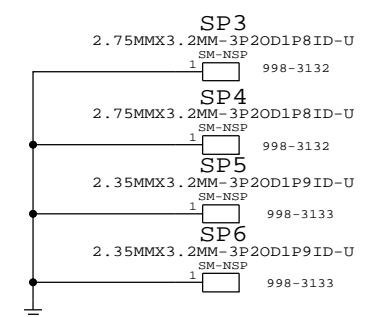 SP3
2.75MMX3.2MM-3P2OD1P8ID-U
SM-NSP
1 998-3132
SP4
2.75MMX3.2MM-3P2OD1P8ID-U
SM-NSP
1 998-3132
SP5
2.35MMX3.2MM-3P2OD1P9ID-U
SM-NSP
1 998-3133
SP6
2.35MMX3.2MM-3P2OD1P9ID-U
SM-NSP
1 998-3133